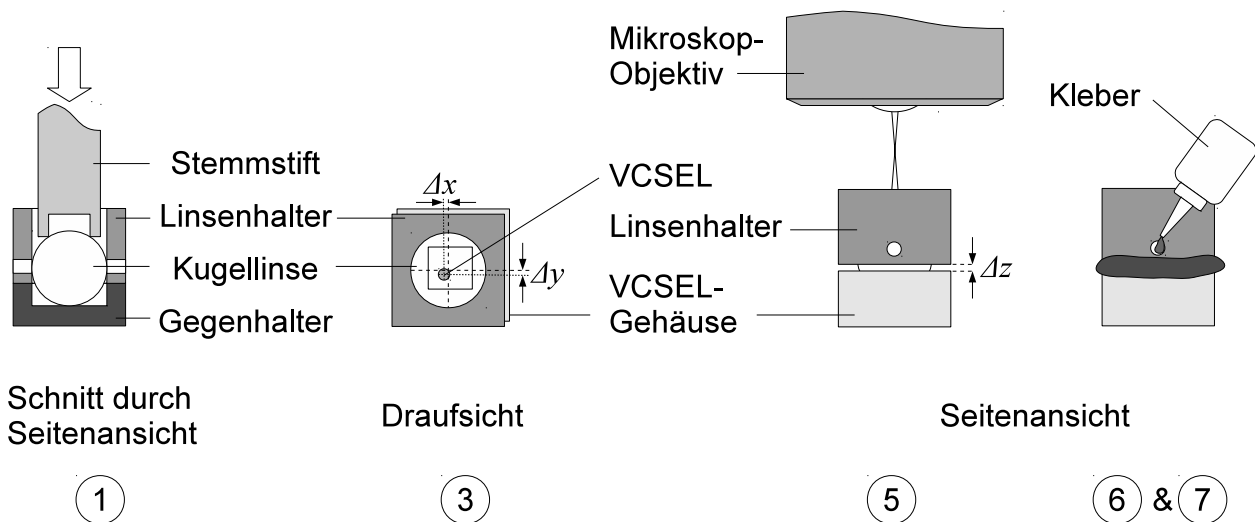 Mikroskop-
Objektiv
Kleber
Stemmstift
Δx
VCSEL
Linsenhalter
Linsenhalter
Kugellinse
Δy
Δz
VCSEL-
Gehäuse
Gegenhalter
Schnitt durch
Seitenansicht
Draufsicht
Seitenansicht
1
3
5
6 & 7